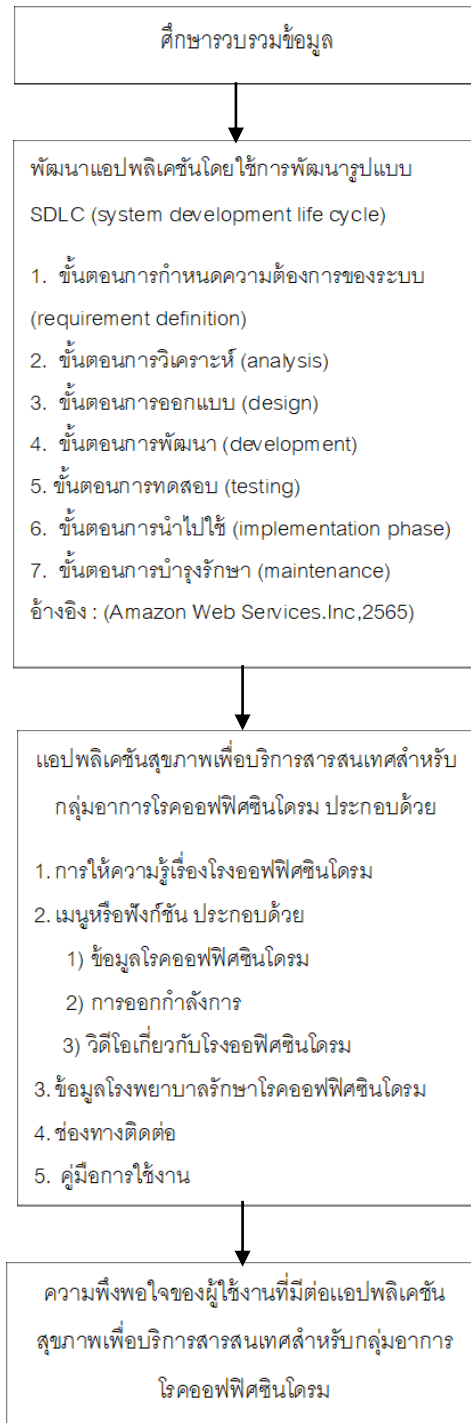 ศึกษารวบรวมข้อมูล
พัฒนาแอปพลิเคชันโดยใช้การพัฒนารูปแบบ
SDLC (system development life cycle)
1. ขั้นตอนการกำหนดความต้องการของระบบ
(requirement definition)
2. ขั้นตอนการวิเคราะห์ (analysis)
3. ขั้นตอนการออกแบบ (design)
4. ขั้นตอนการพัฒนา (development)
5. ขั้นตอนการทดสอบ (testing)
6. ขั้นตอนการนำไปใช้ (implementation phase)
7. ขั้นตอนการบำรุงรักษา (maintenance)
อ้างอิง : (Amazon Web Services.Inc,2565)
แอปพลิเคชันสุขภาพเพื่อบริการสารสนเทศสำหรับ
กลุ่มอาการโรคออฟฟิศซินโดรม ประกอบด้วย
1. การให้ความรู้เรื่องโรงออฟฟิศซินโดรม
2. เมนูหรือฟังก์ชัน ประกอบด้วย
1) ข้อมูลโรคออฟฟิศซินโดรม
2) การออกกำลังการ
3) วิดีโอเกี่ยวกับโรงออฟิศซินโดรม
3. ข้อมูลโรงพยาบาลรักษาโรคออฟฟิศซินโดรม
4. ช่องทางติดต่อ
5. คู่มือการใช้งาน
ความพึงพอใจของผู้ใช้งานที่มีต่อแอปพลิเคชัน
สุขภาพเพื่อบริการสารสนเทศสำหรับกลุ่มอาการ
โรคออฟฟิศซินโดรม